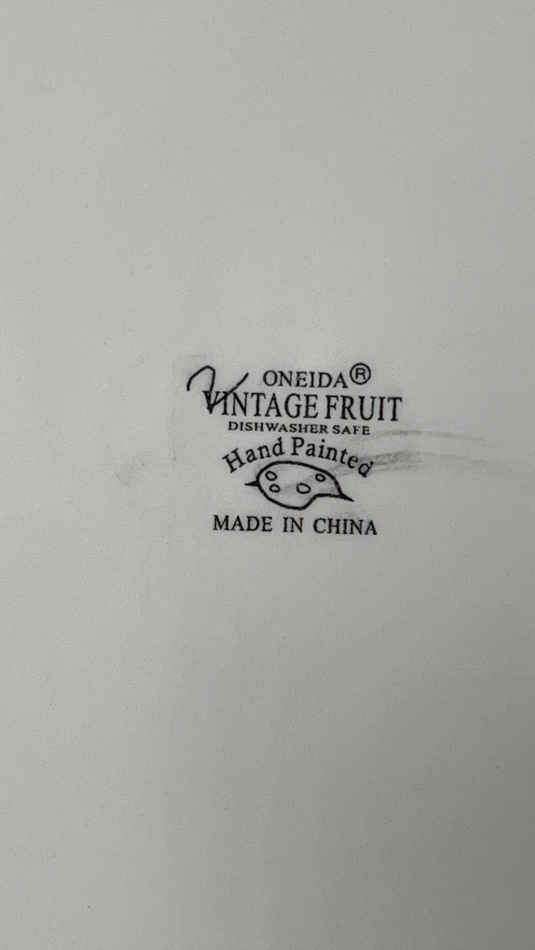 ONEIDA®
VINTAGE FRUIT
DISHWASHER SAFE
Hand Painted
MADE IN CHINA